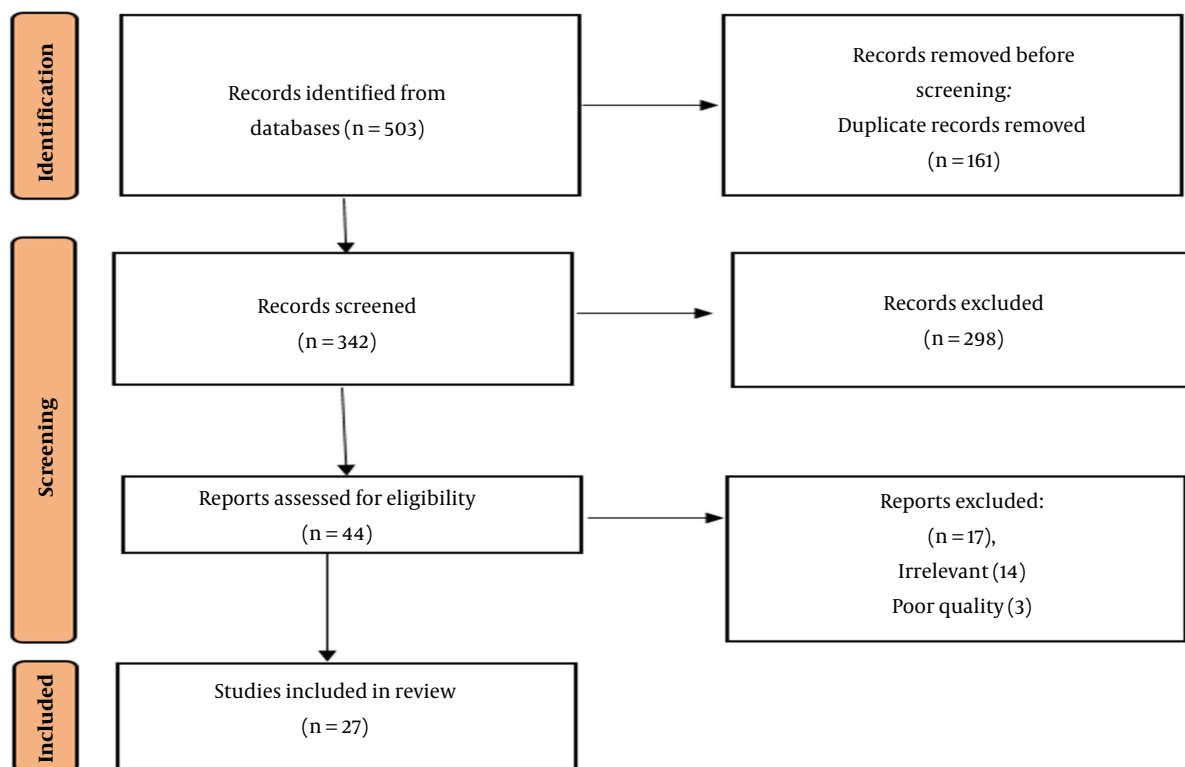 Identification
Records identified from
databases (n = 503)
Records removed before
screening:
Duplicate records removed
(n = 161)
Screening
Records screened
(n = 342)
Records excluded
(n = 298)
Reports assessed for eligibility
(n = 44)
Reports excluded:
(n = 17),
Irrelevant (14)
Poor quality (3)
Included
Studies included in review
(n = 27)